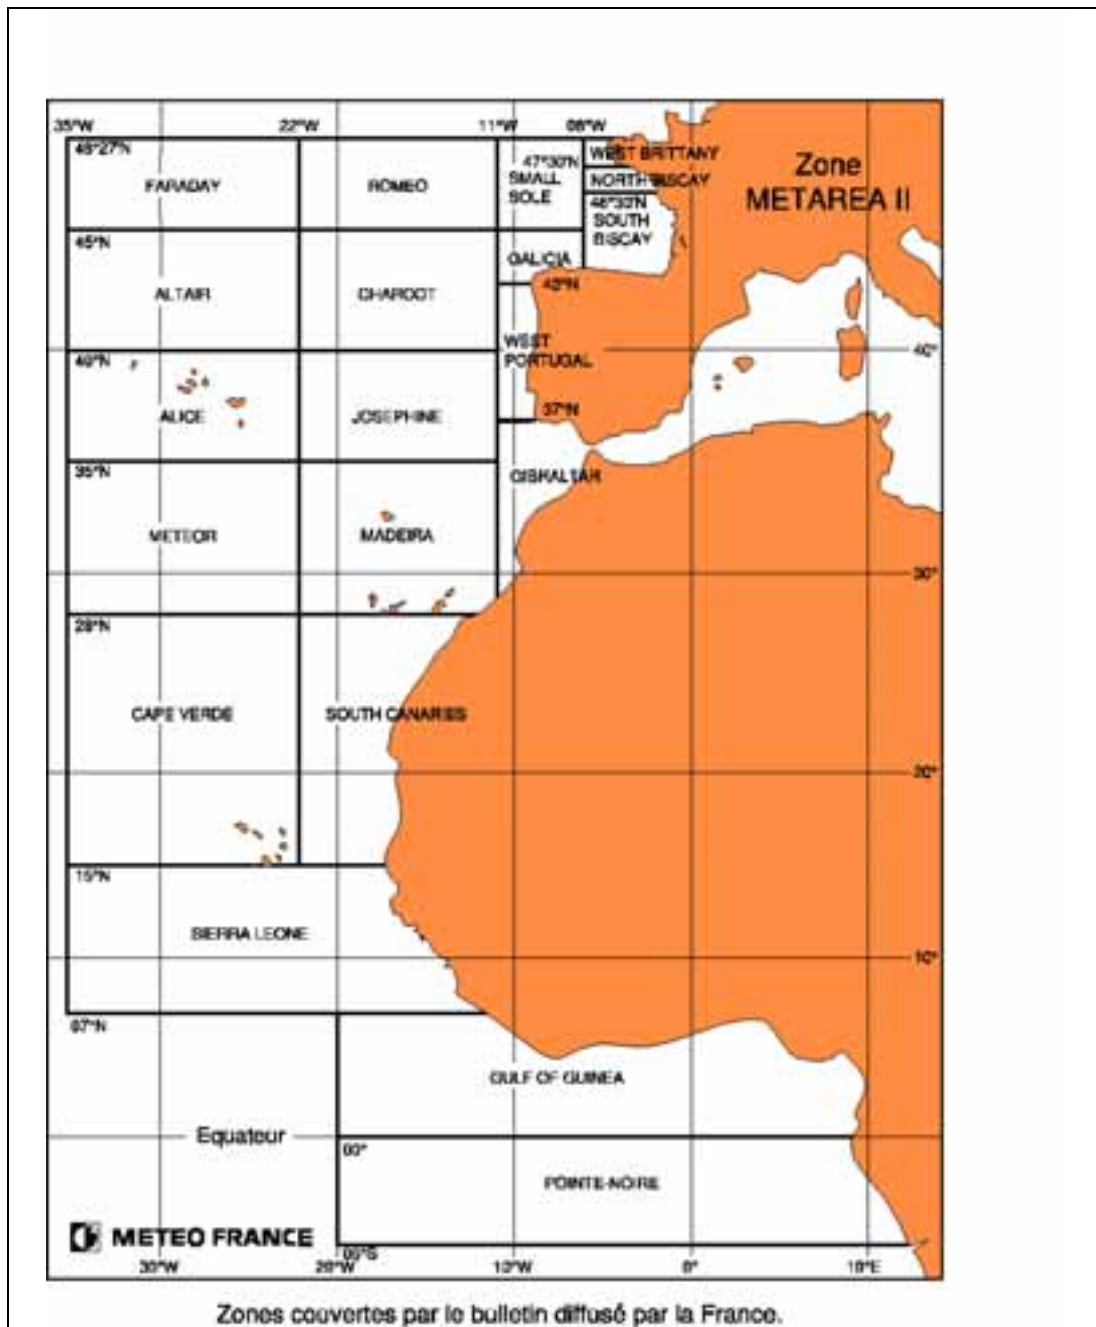 35°W 22°W 11°W 08°W
48°27'N
47°30'N
WEST BRITTANY
Zone
METAREA II
FARADAY
ROMEO
SMALL
SOLE
NORTH BISCAY
46°30'N
SOUTH
BISCAY
45°N
GALICIA
43°N
ALTAIR
CHARCOT
WEST
PORTUGAL
40°N
40°
37°N
ALICE
JOSEPHINE
35°N
GIBRALTAR
METEOR
MADEIRA
30°
28°N
CAPE VERDE
SOUTH CANARIES
20°
15°N
SIERRA LEONE
10°
07°N
GULF OF GUINEA
Equateur
00°
POINTE-NOIRE
METEO FRANCE
30°W 20°W 10°W 0° 10°E
Zones couvertes par le bulletin diffusé par la France.